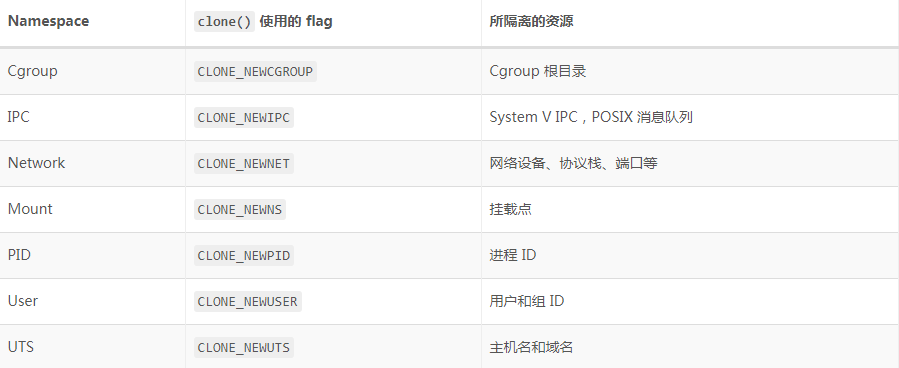 Namespace clone() 使用的 flag 所隔离的资源
Cgroup CLONE_NEWCGROUP Cgroup 根目录
IPC CLONE_NEWIPC System V IPC，POSIX 消息队列
Network CLONE_NEWNET 网络设备、协议栈、端口等
Mount CLONE_NEWNS 挂载点
PID CLONE_NEWPID 进程 ID
User CLONE_NEWUSER 用户和组 ID
UTS CLONE_NEWUTS 主机名和域名